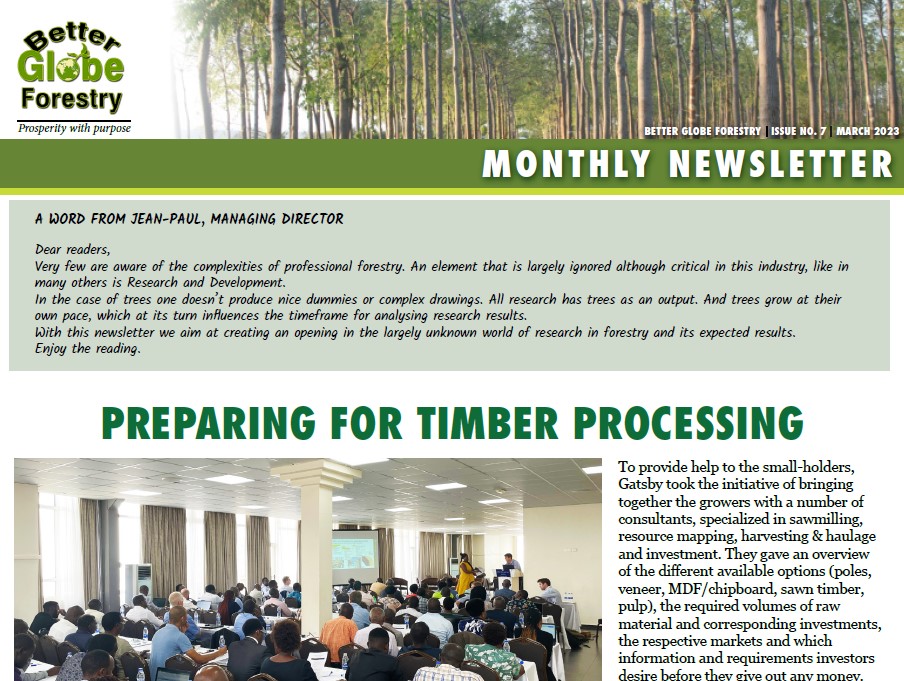 Better
Globe
Forestry
Prosperity with purpose
BETTER GLOBE FORESTRY | ISSUE NO. 7 | MARCH 2023
MONTHLY NEWSLETTER
A WORD FROM JEAN-PAUL, MANAGING DIRECTOR
Dear readers,
Very few are aware of the complexities of professional forestry. An element that is largely ignored although critical in this industry, like in
many others is Research and Development.
In the case of trees one doesn't produce nice dummies or complex drawings. All research has trees as an output. And trees grow at their
own pace, which at its turn influences the timeframe for analysing research results.
With this newsletter we aim at creating an opening in the largely unknown world of research in forestry and its expected results.
Enjoy the reading.
PREPARING FOR TIMBER PROCESSING
To provide help to the small-holders,
Gatsby took the initiative of bringing
together the growers with a number of
consultants, specialized in sawmilling,
resource mapping, harvesting & haulage
and investment. They gave an overview
of the different available options (poles,
veneer, MDF/chipboard, sawn timber,
pulp), the required volumes of raw
material and corresponding investments,
the respective markets and which
information and requirements investors
desire before they give out any money.